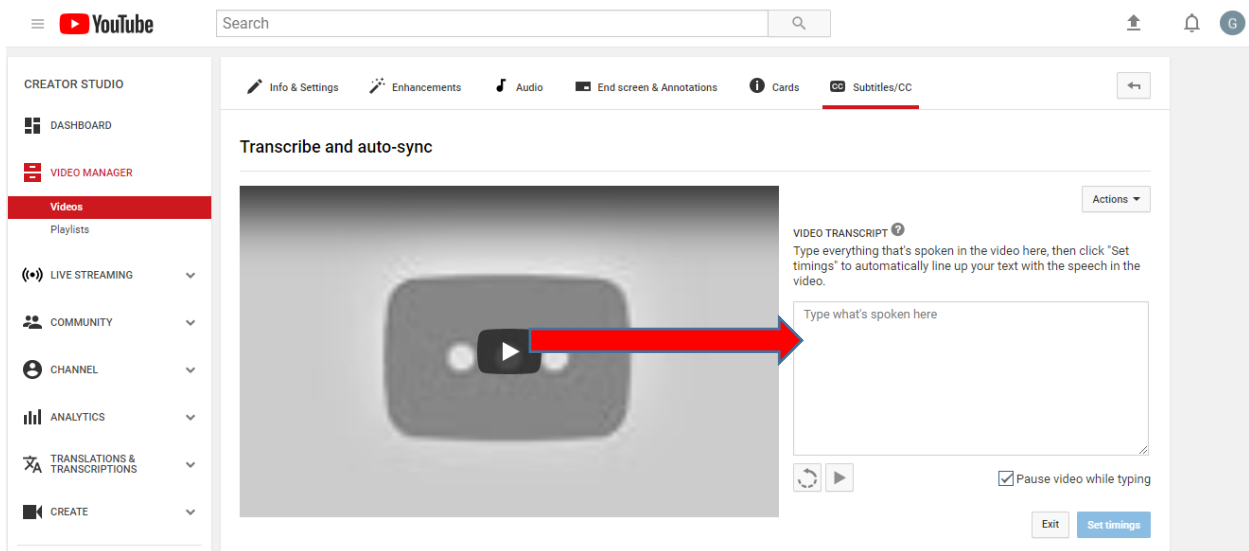 YouTube
Search
G
CREATOR STUDIO
DASHBOARD
VIDEO MANAGER
Videos
Playlists
LIVE STREAMING
COMMUNITY
CHANNEL
ANALYTICS
TRANSLATIONS &
TRANSCRIPTIONS
CREATE
Info & Settings
Enhancements
Audio
End screen & Annotations
Cards
CC Subtitles/CC
Transcribe and auto-sync
Actions
VIDEO TRANSCRIPT ?
Type everything that's spoken in the video here, then click "Set
timings" to automatically line up your text with the speech in the
video.
Type what's spoken here
Pause video while typing
Exit
Set timings